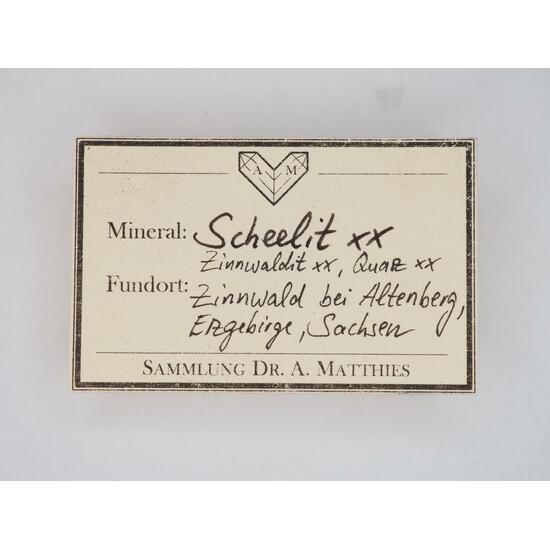 A M
Mineral: Scheelit xx
Zinnwaldit xx, Quarz xx
Fundort: Zinnwald bei Altenberg,
Erzgebirge, Sachsen
SAMMLUNG DR. A. MATTHIES